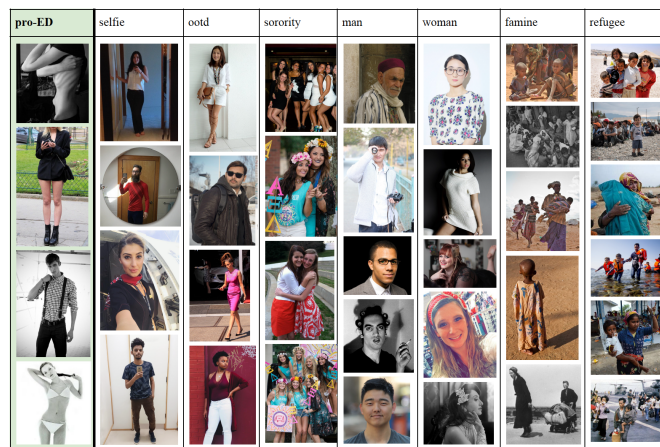 pro-ED
selfie
ootd
sorority
man
woman
famine
refugee